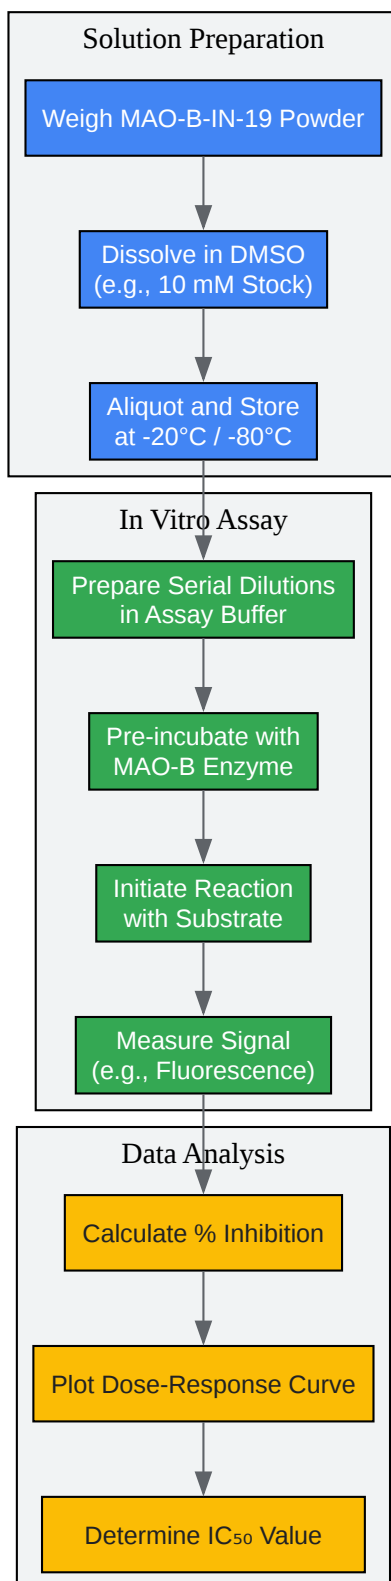 Solution Preparation
Weigh MAO-B-IN-19 Powder
Dissolve in DMSO
(e.g., 10 mM Stock)
Aliquot and Store
at -20°C / -80°C
In Vitro Assay
Prepare Serial Dilutions
in Assay Buffer
Pre-incubate with
MAO-B Enzyme
Initiate Reaction
with Substrate
Measure Signal
(e.g., Fluorescence)
Data Analysis
Calculate % Inhibition
Plot Dose-Response Curve
Determine IC₅₀ Value